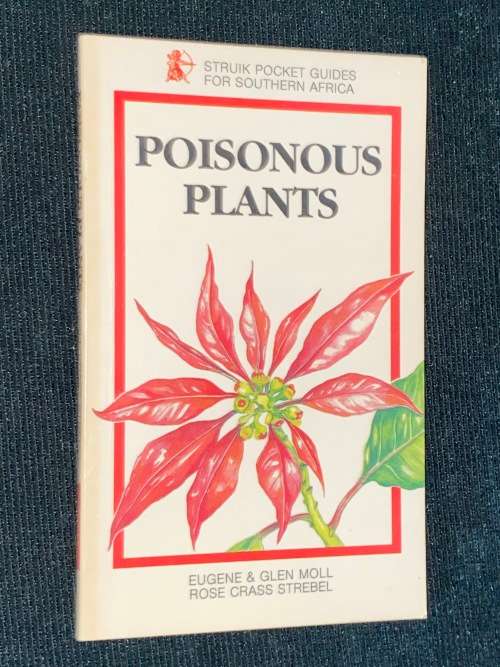 STRUIK POCKET GUIDES
FOR SOUTHERN AFRICA
POISONOUS
PLANTS
EUGENE & GLEN MOLL
ROSE CRASS STREBEL